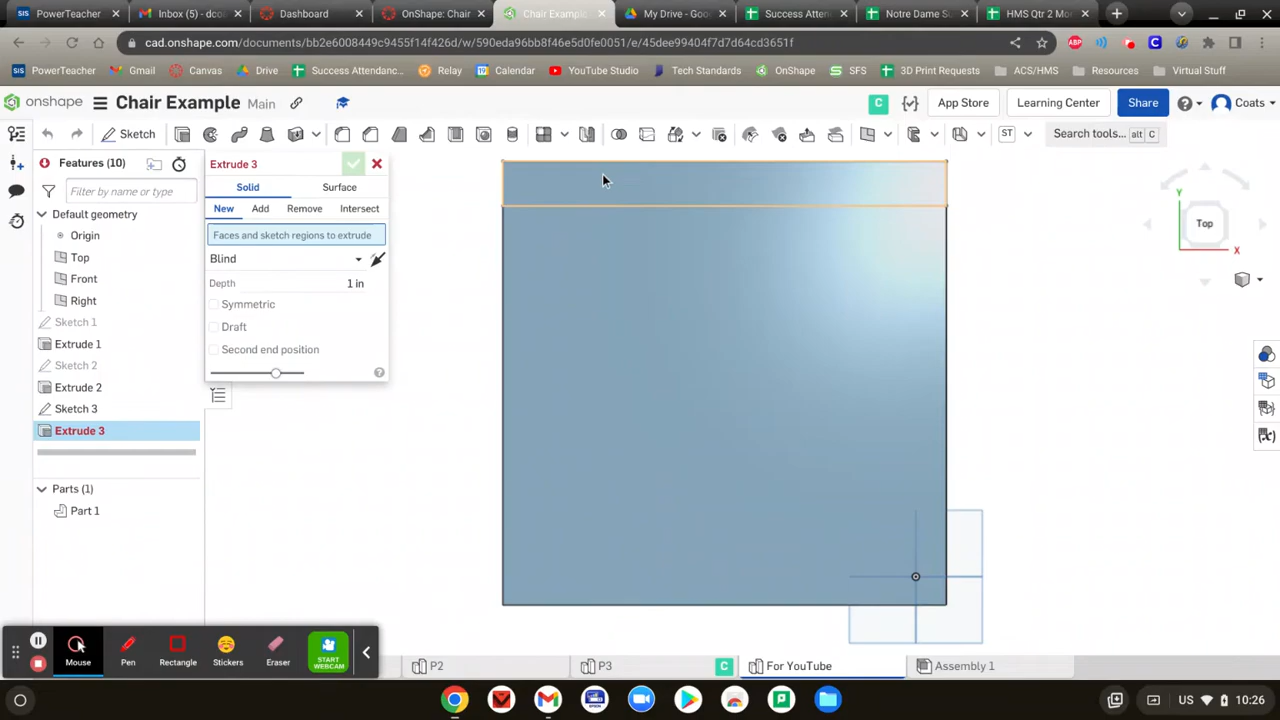 PowerTeacher
Inbox (5) - dcoa
Dashboard
OnShape: Chair
Chair Example
My Drive - Goo
Success Attend
Notre Dame Su
HMS Qtr 2 Mo
cad.onshape.com/documents/bb2e6008449c9455f14f426d/w/590eda96bb8f46e5d0fe0051/e/45dee99404f7d7d64cd3651f
PowerTeacher
Gmail
Canvas
Drive
Success Attendanc...
Relay
Calendar
YouTube Studio
Tech Standards
OnShape
SFS
3D Print Requests
ACS/HMS
Resources
Virtual Stuff
onshape
Chair Example
Main
C
App Store
Learning Center
Share
Coats
Sketch
ST
Search tools...
alt
C
Features (10)
Filter by name or type
Default geometry
Origin
Top
Front
Right
Sketch 1
Extrude 1
Sketch 2
Extrude 2
Sketch 3
Extrude 3
Parts (1)
Part 1
Extrude 3
Solid
Surface
New
Add
Remove
Intersect
Faces and sketch regions to extrude
Blind
Depth
1 in
Symmetric
Draft
Second end position
Y
Top
X
Mouse
Pen
Rectangle
Stickers
Eraser
START
WEBCAM
P2
P3
C
For YouTube
Assembly 1
US
10:26